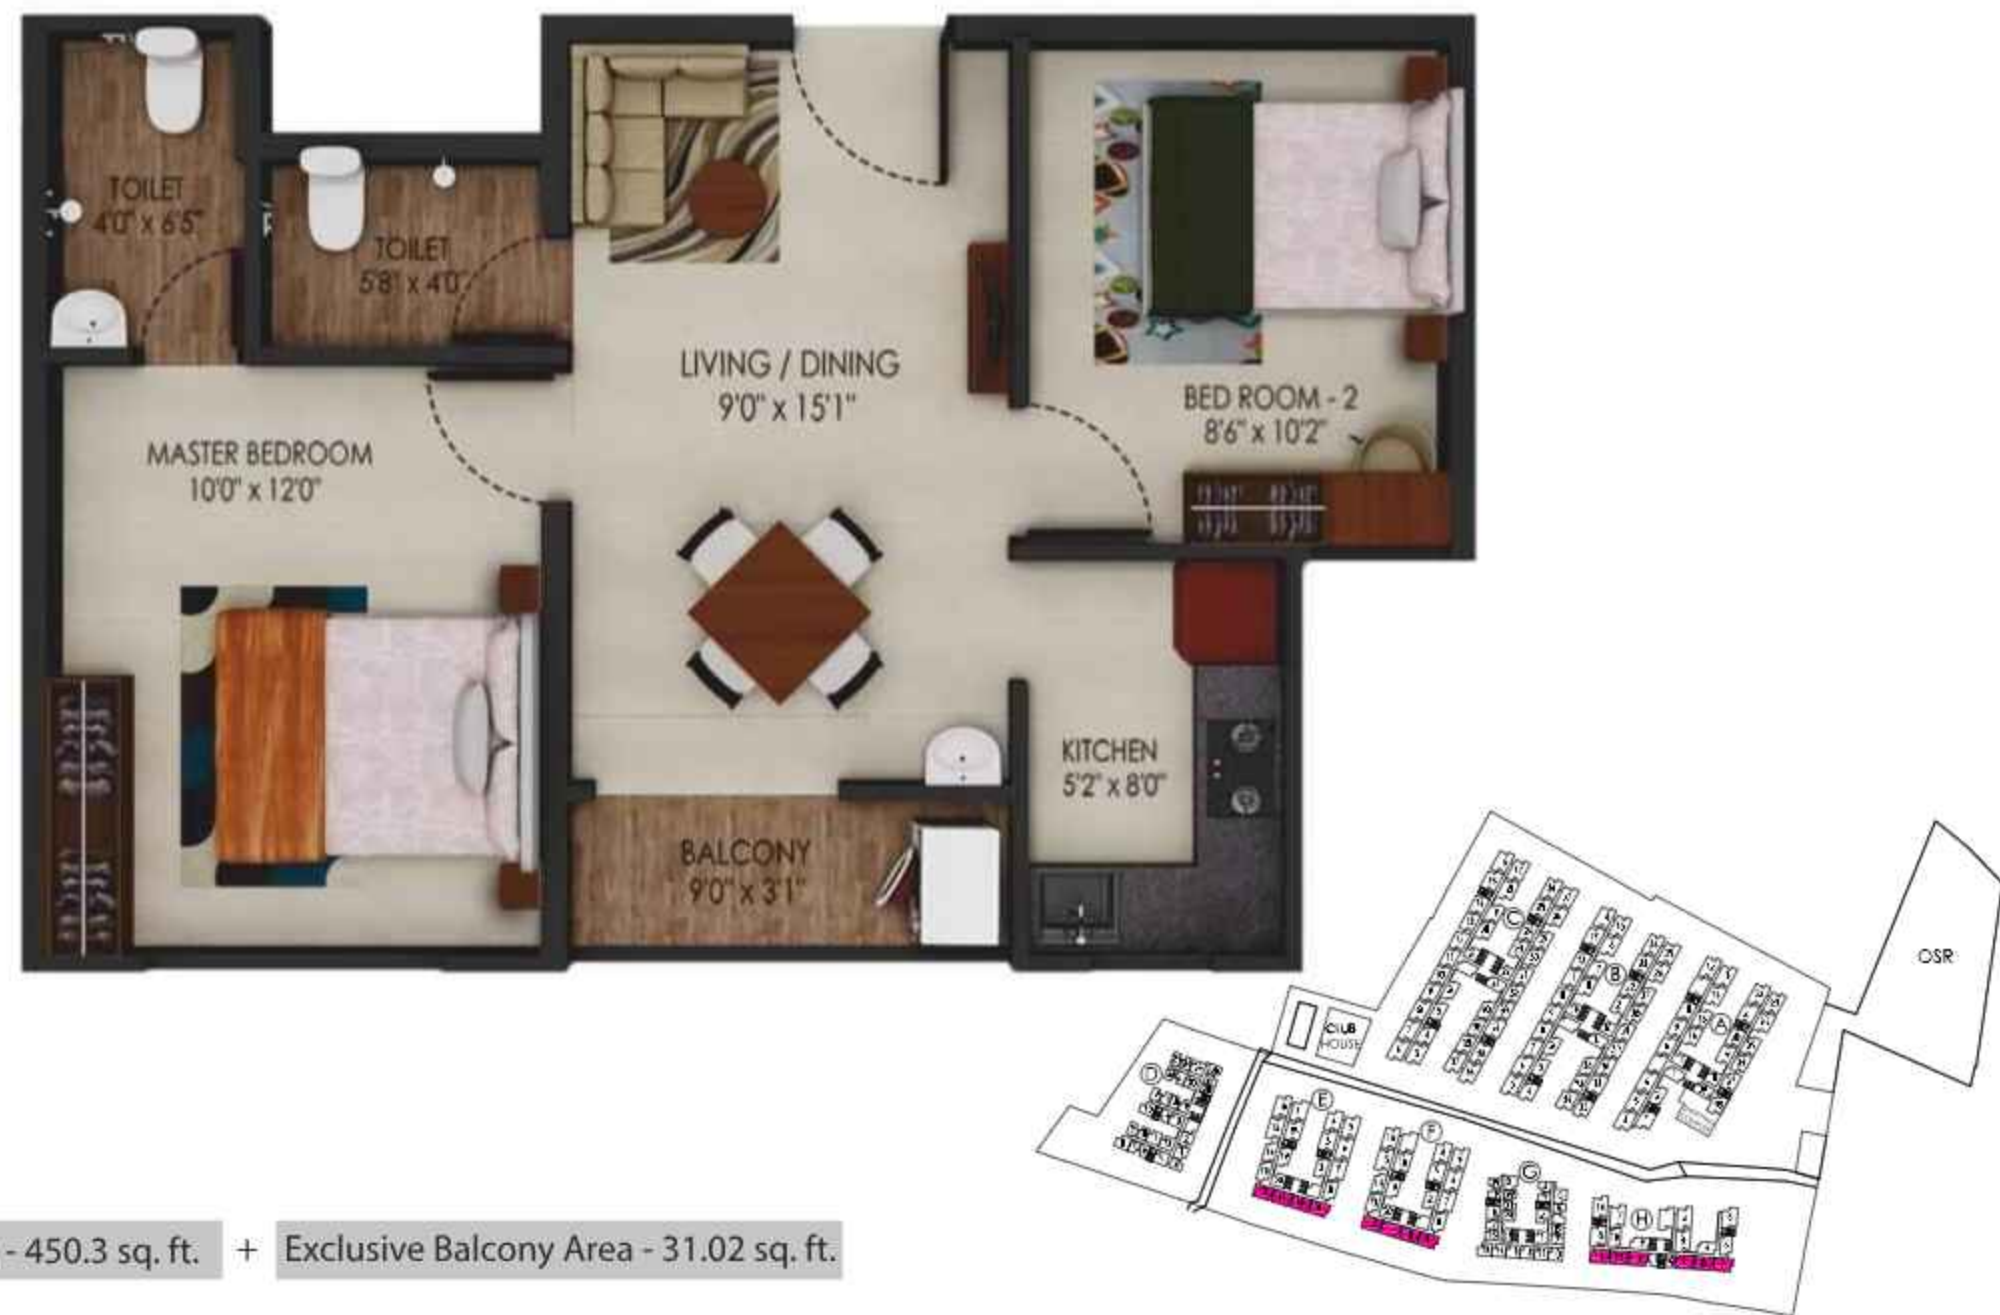 TOILET
4'0" x 6'5"
TOILET
5'8" x 4'0"
LIVING / DINING
9'0" x 15'1"
BED ROOM - 2
8'6" x 10'2"
MASTER BEDROOM
10'0" x 12'0"
KITCHEN
5'2" x 8'0"
BALCONY
9'0" x 3'1"
OSR
C
B
A
CLUB
HOUSE
D
E
F
G
H
- 450.3 sq. ft. + Exclusive Balcony Area - 31.02 sq. ft.